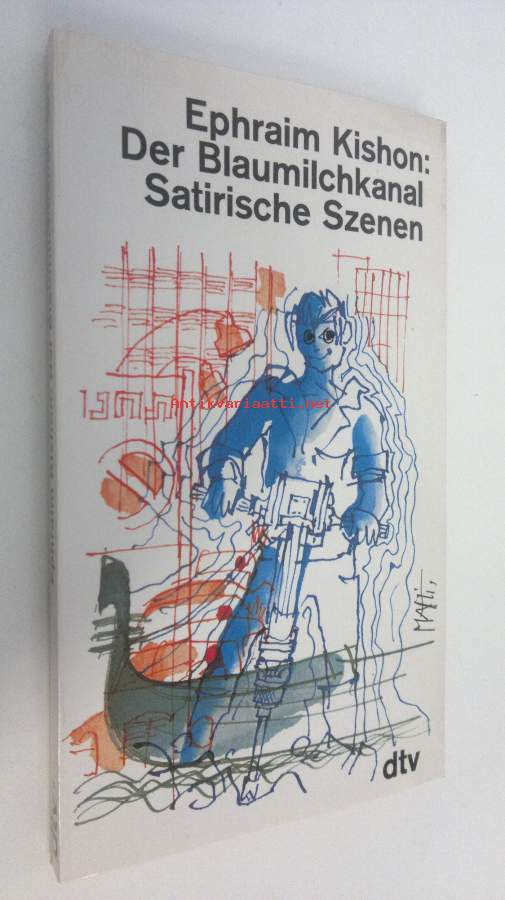 Ephraim Kishon:
Der Blaumilchkanal
Satirische Szenen
Antikvariaatti.net
dtv